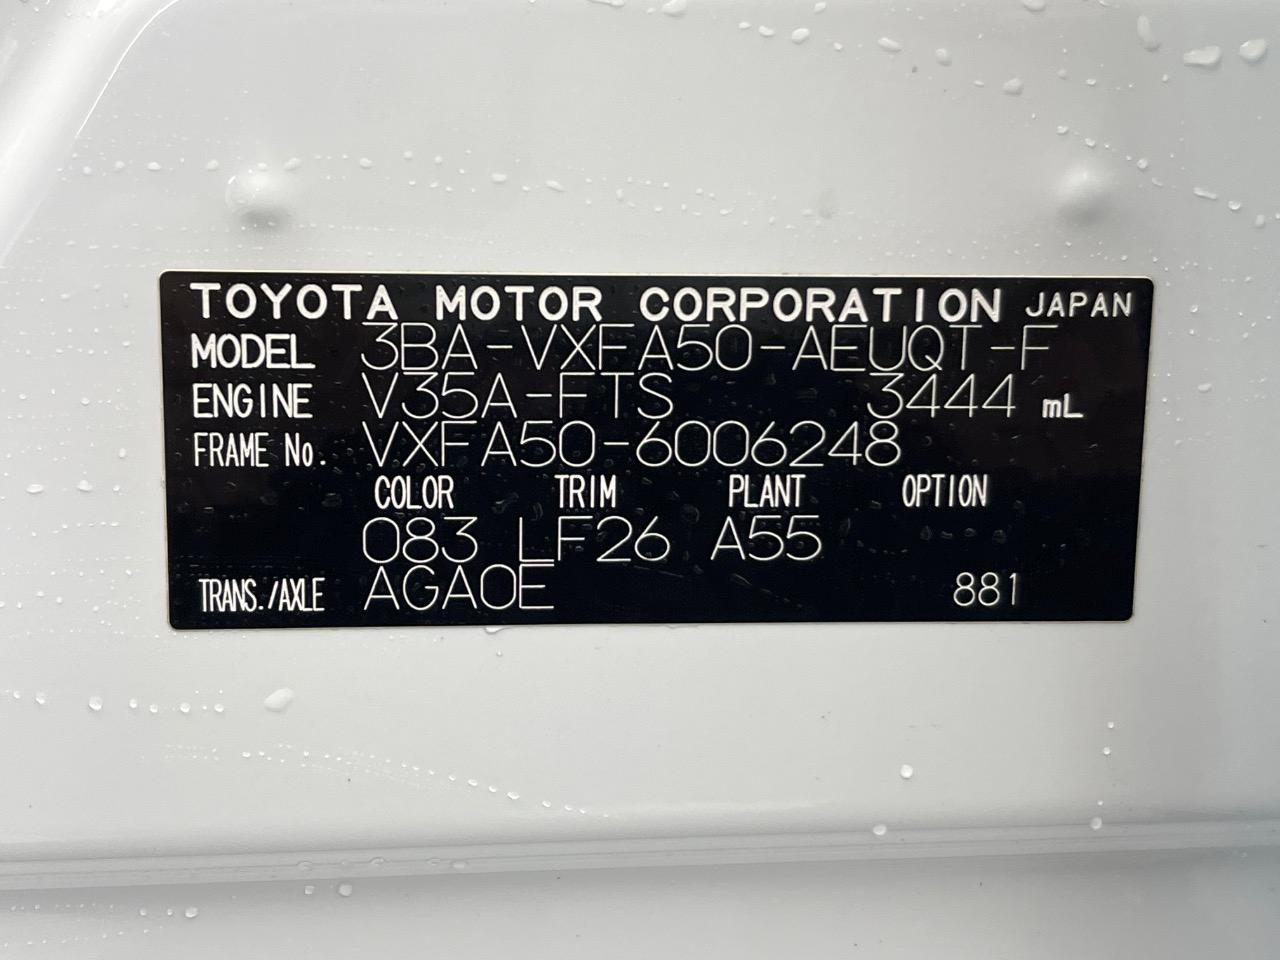 TOYOTA MOTOR CORPORATION JAPAN
MODEL 3BA-VXFA50-AEUQT-F
ENGINE V35A-FTS 3444 mL
FRAME No. VXFA50-6006248
COLOR TRIM PLANT OPTION
083 LF26 A55
TRANS./AXLE AGA0E 881